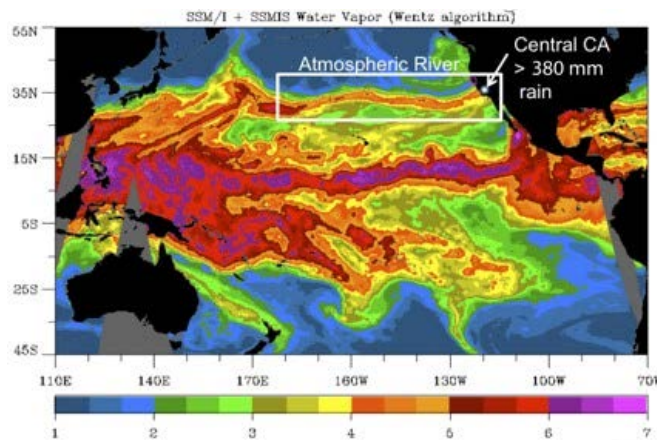 SSM/I + SSMIS Water Vapor (Wentz algorithm)
55N
Central CA
> 380 mm
rain
Atmospheric River
35N
15N
5S
25S
45S
110E 140E 170E 160W 130W 100W 70W
1 2 3 4 5 6 7